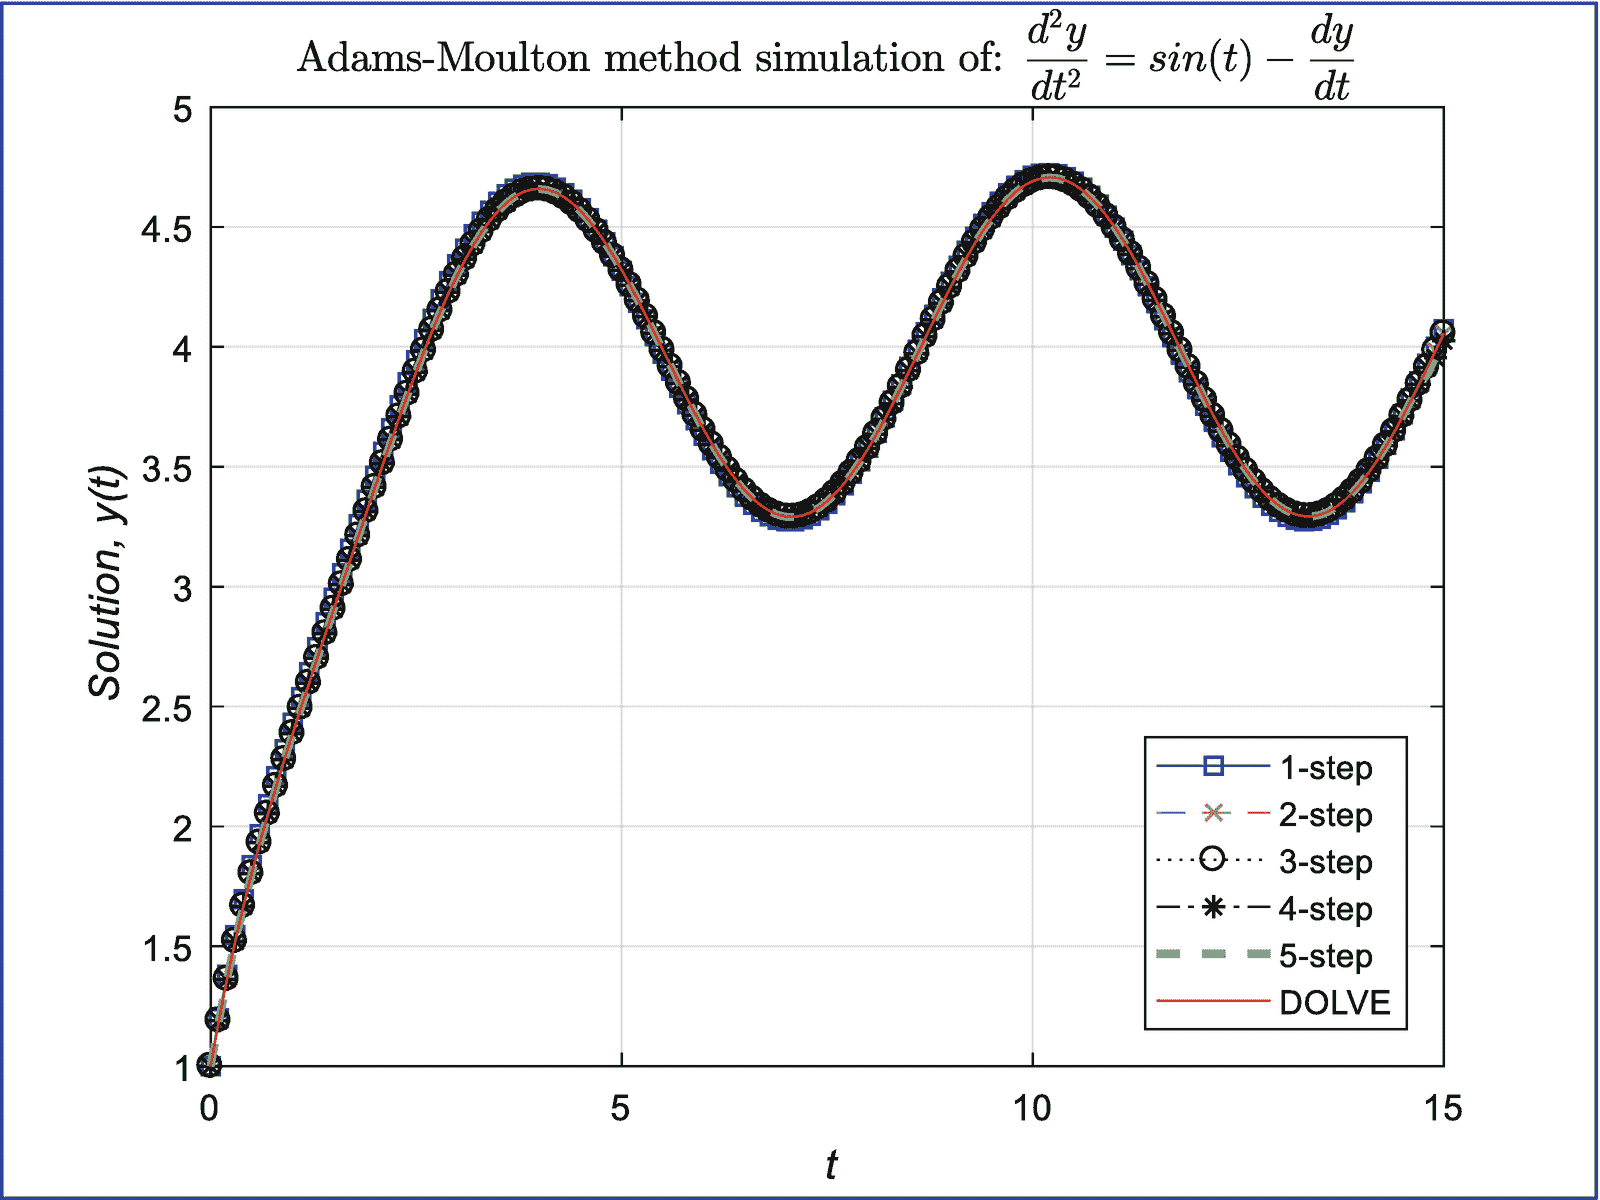 Adams-Moulton method simulation of: d²y/dt² = sin(t) − dy/dt
5
4.5
4
3.5
3
2.5
2
1.5
1
Solution, y(t)
0 5 10 15
t
1-step
2-step
3-step
4-step
5-step
DOLVE